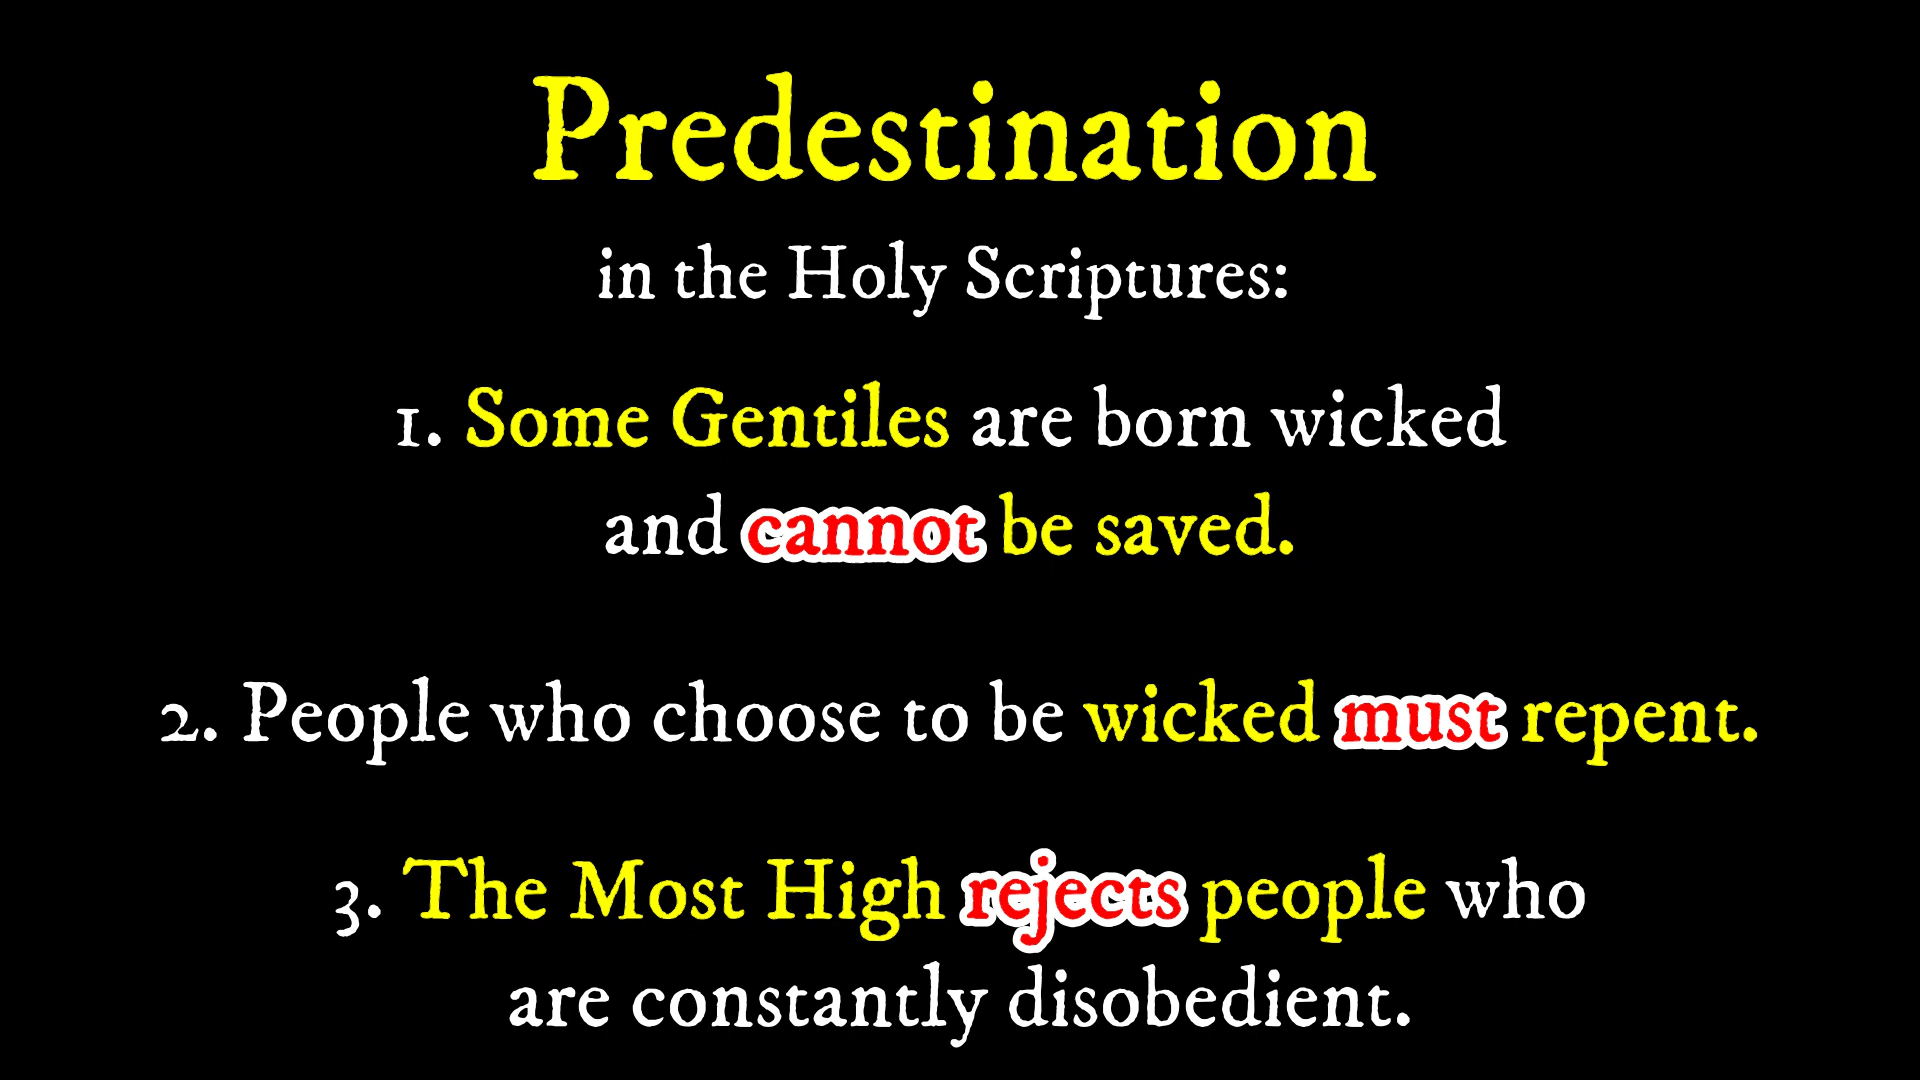 Predestination
in the Holy Scriptures:
1. Some Gentiles are born wicked
and cannot be saved.
2. People who choose to be wicked must repent.
3. The Most High rejects people who
are constantly disobedient.